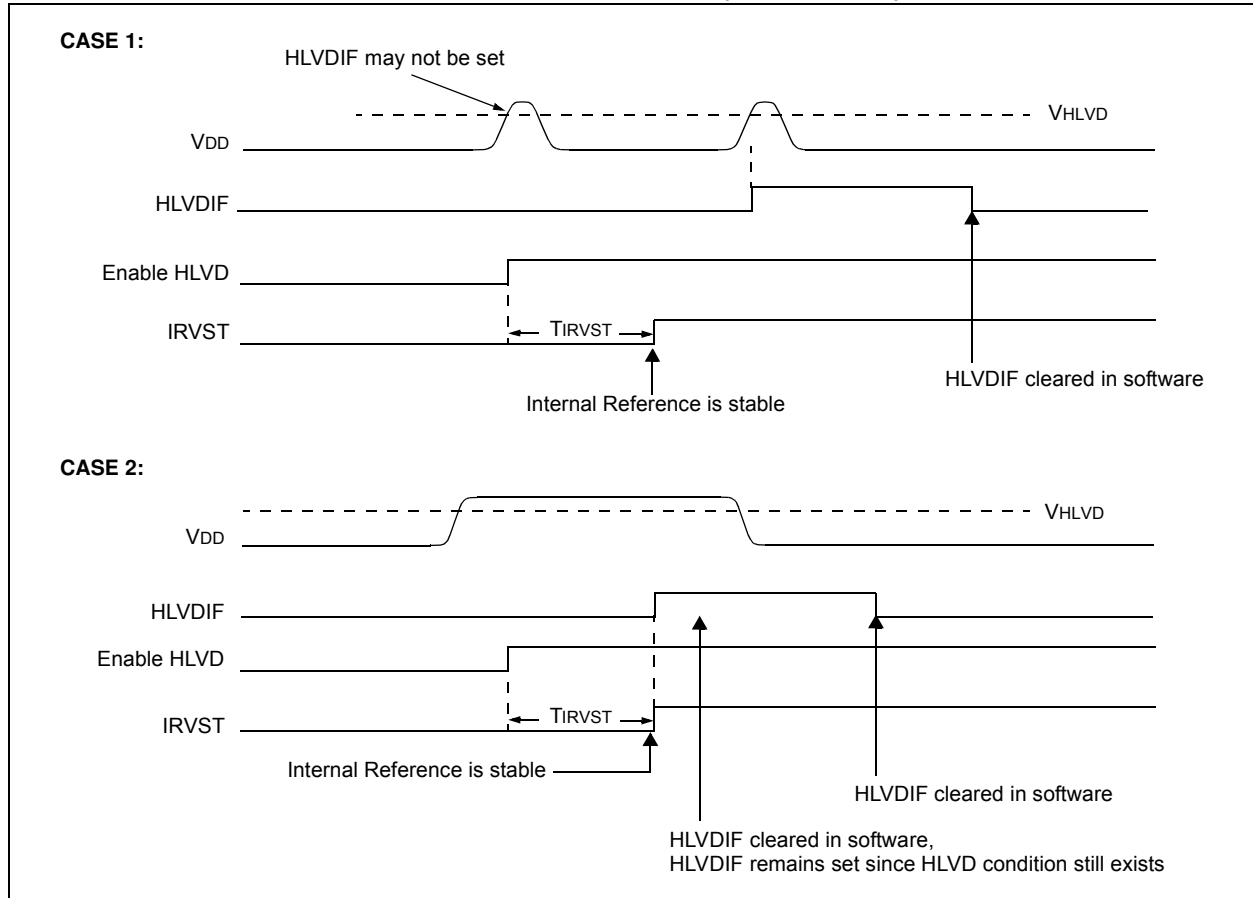 CASE 1:
HLVDIF may not be set
VHLVD
VDD
HLVDIF
Enable HLVD
TIRVST
IRVST
HLVDIF cleared in software
Internal Reference is stable
CASE 2:
VHLVD
VDD
HLVDIF
Enable HLVD
TIRVST
IRVST
Internal Reference is stable
HLVDIF cleared in software
HLVDIF cleared in software,
HLVDIF remains set since HLVD condition still exists